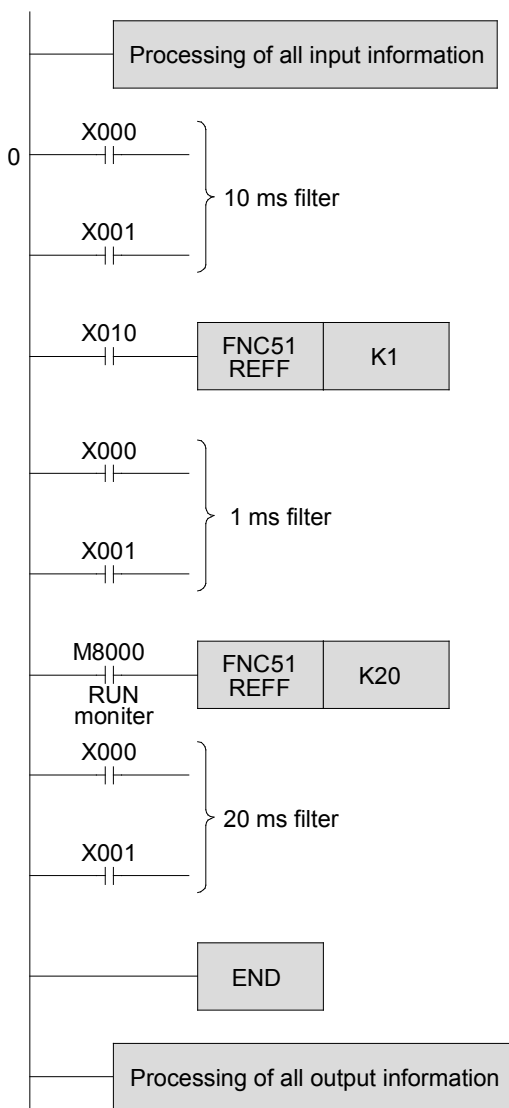 Processing of all input information
X000
0
10 ms filter
X001
X010
FNC51
REFF
K1
X000
1 ms filter
X001
M8000
RUN
moniter
FNC51
REFF
K20
X000
20 ms filter
X001
END
Processing of all output information